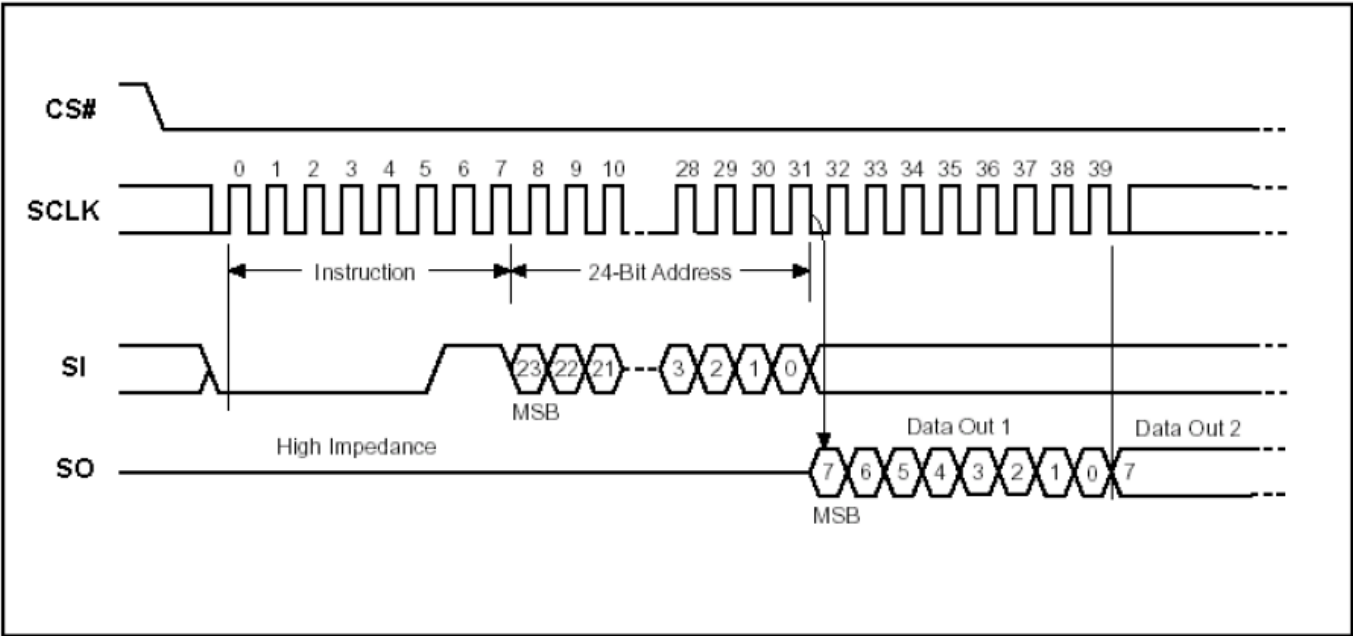 CS#
0 1 2 3 4 5 6 7 8 9 10 28 29 30 31 32 33 34 35 36 37 38 39
SCLK
Instruction 24-Bit Address
SI
23 22 21 3 2 1 0
MSB
High Impedance
Data Out 1 Data Out 2
SO
7 6 5 4 3 2 1 0 7
MSB